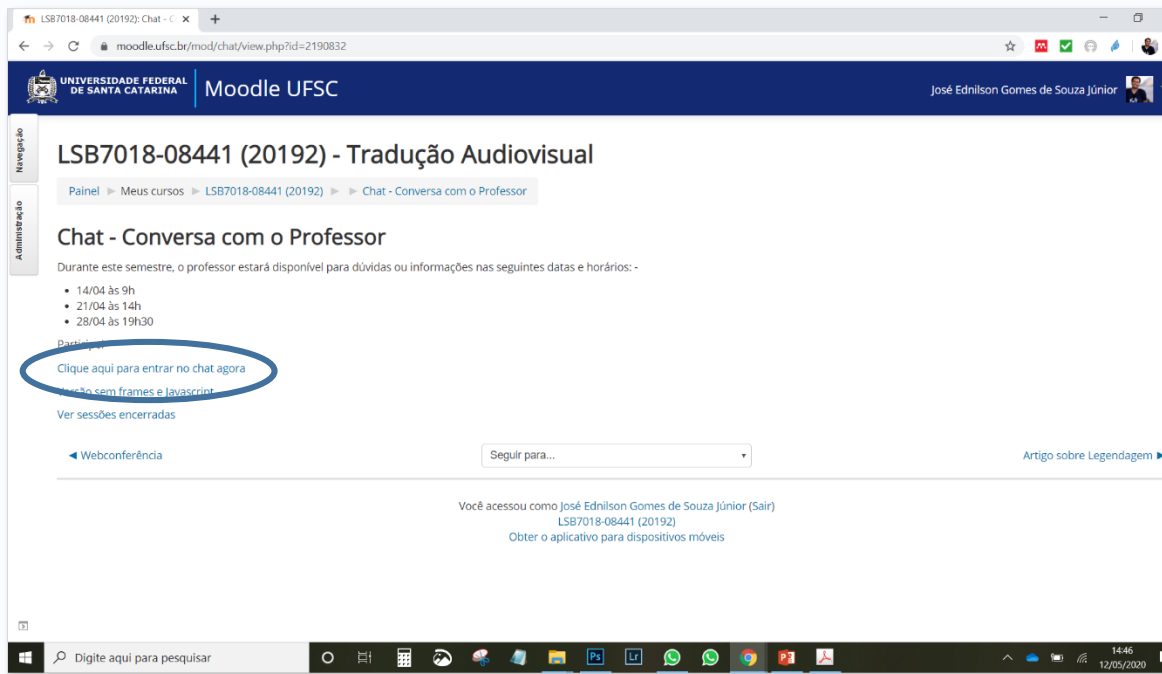 LSB7018-08441 (20192): Chat - C
moodle.ufsc.br/mod/chat/view.php?id=2190832
UNIVERSIDADE FEDERAL
DE SANTA CATARINA
Moodle UFSC
José Ednilson Gomes de Souza Júnior
Navegação
Administração
LSB7018-08441 (20192) - Tradução Audiovisual
Painel ▶ Meus cursos ▶ LSB7018-08441 (20192) ▶ ▶ Chat - Conversa com o Professor
Chat - Conversa com o Professor
Durante este semestre, o professor estará disponível para dúvidas ou informações nas seguintes datas e horários: -
• 14/04 às 9h
• 21/04 às 14h
• 28/04 às 19h30
Clique aqui para entrar no chat agora
Versão sem frames e Javascript
Ver sessões encerradas
◀ Webconferência
Seguir para...
Artigo sobre Legendagem ▶
Você acessou como José Ednilson Gomes de Souza Júnior (Sair)
LSB7018-08441 (20192)
Obter o aplicativo para dispositivos móveis
Digite aqui para pesquisar
Ps
Lr
14:46
12/05/2020